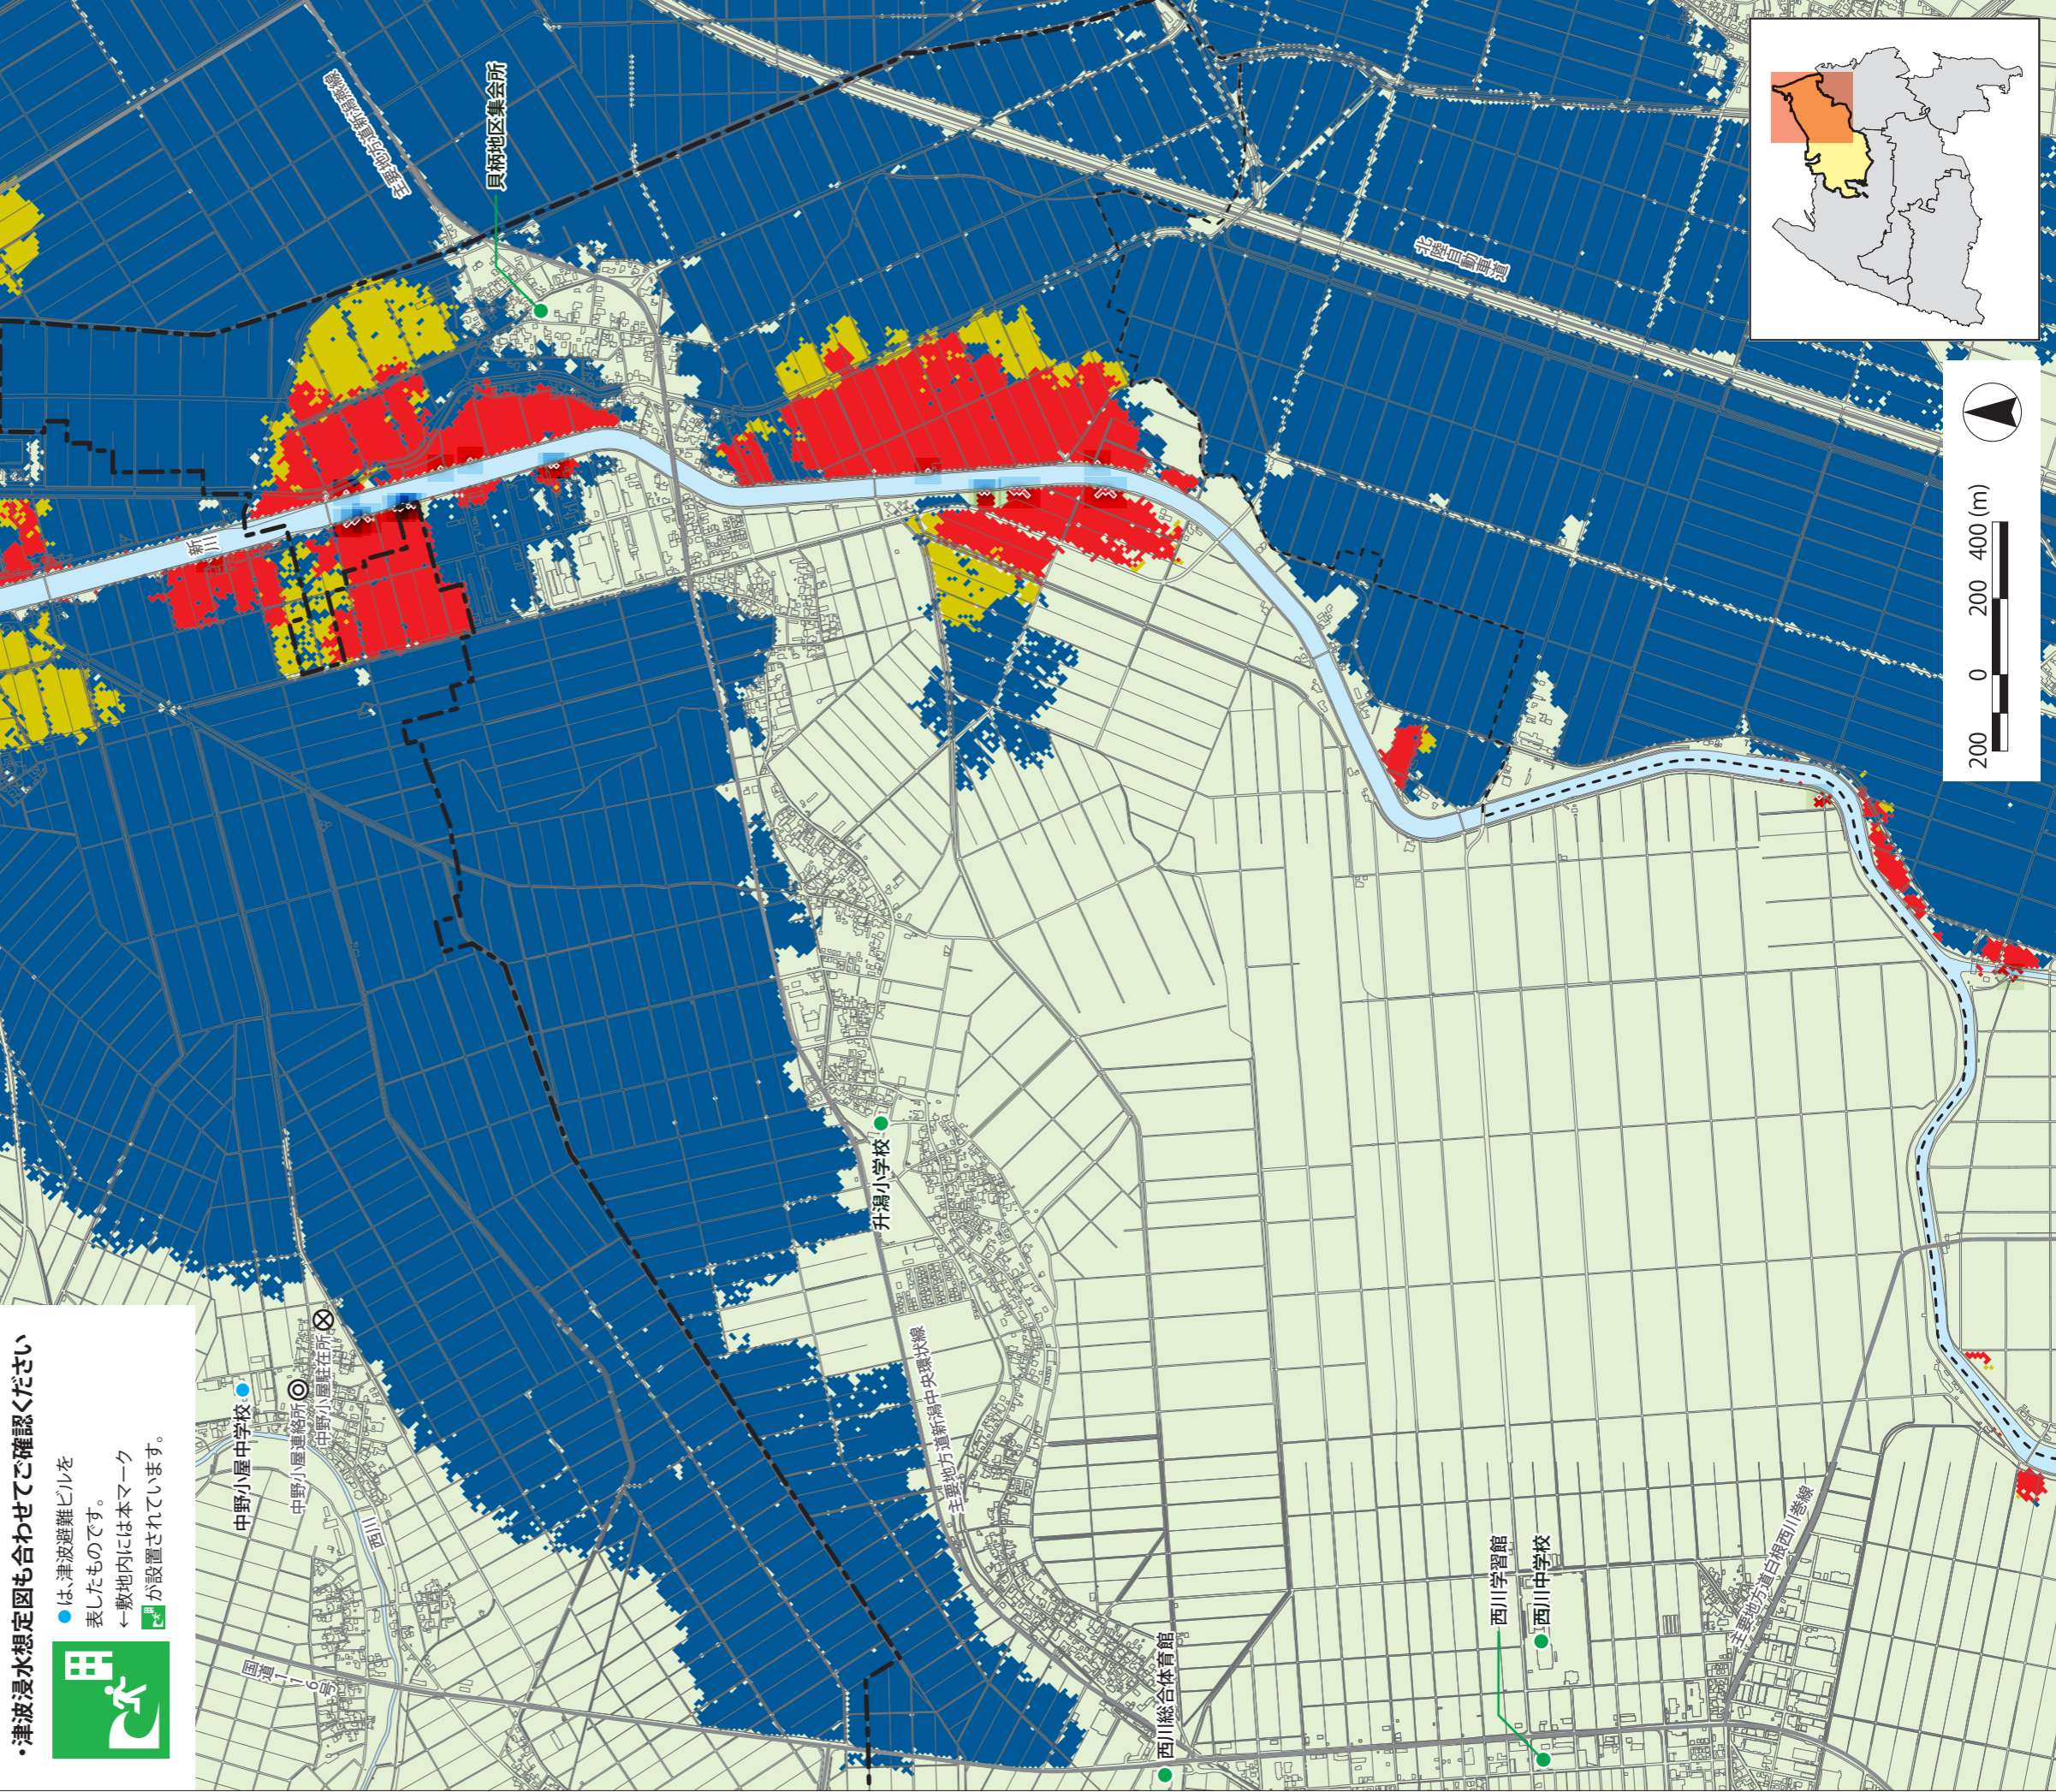 ・津波浸水想定図も合わせてご確認ください
●は、津波避難ビルを
表したものです。
←敷地内には本マーク
が設置されています。
中野小屋中学校
中野小屋連絡所
中野小屋駐在所
西川
国道116号
主要地方道新潟燕線
貝柄地区集会所
新川
北陸自動車道
升潟小学校
主要地方道新潟中央環状線
西川総合体育館
西川学習館
西川中学校
主要地方道白根西川巻線
200 0 200 400 (m)